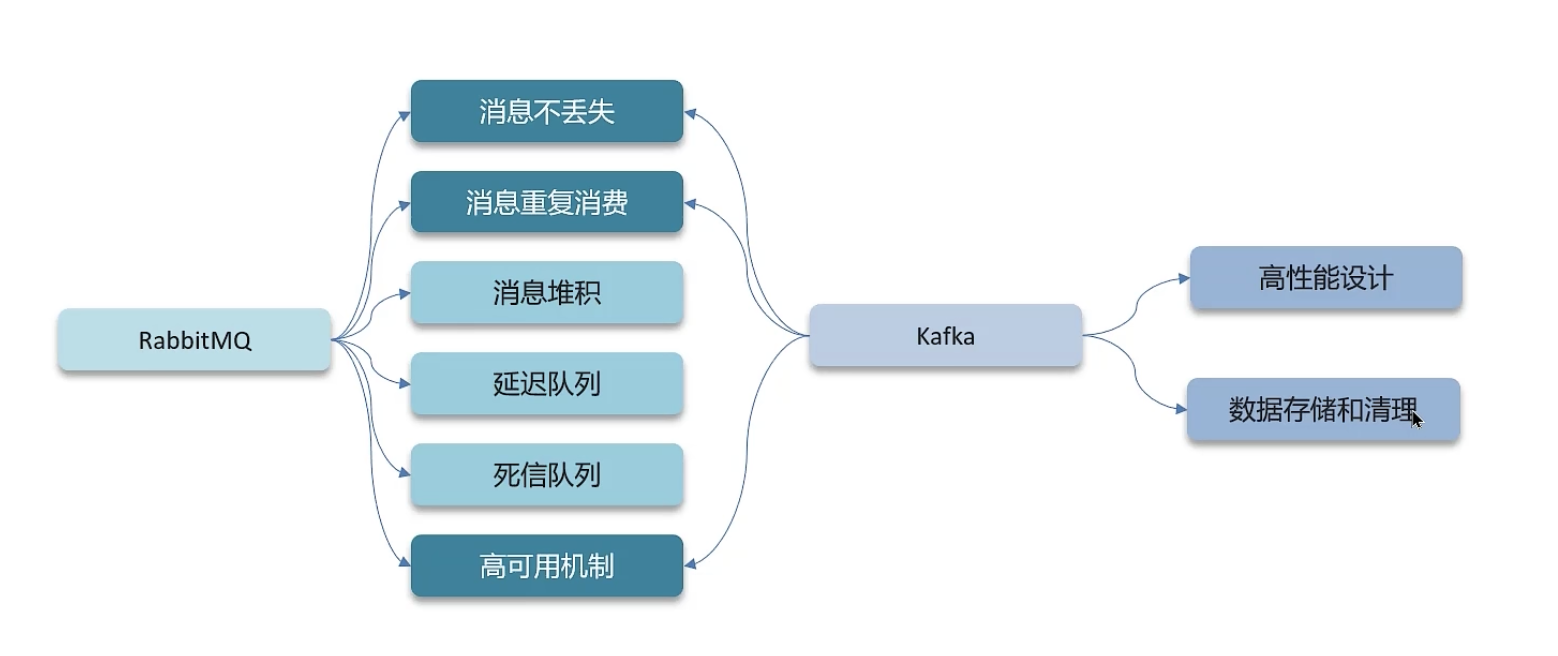 RabbitMQ
消息不丢失
消息重复消费
消息堆积
延迟队列
死信队列
高可用机制
Kafka
高性能设计
数据存储和清理